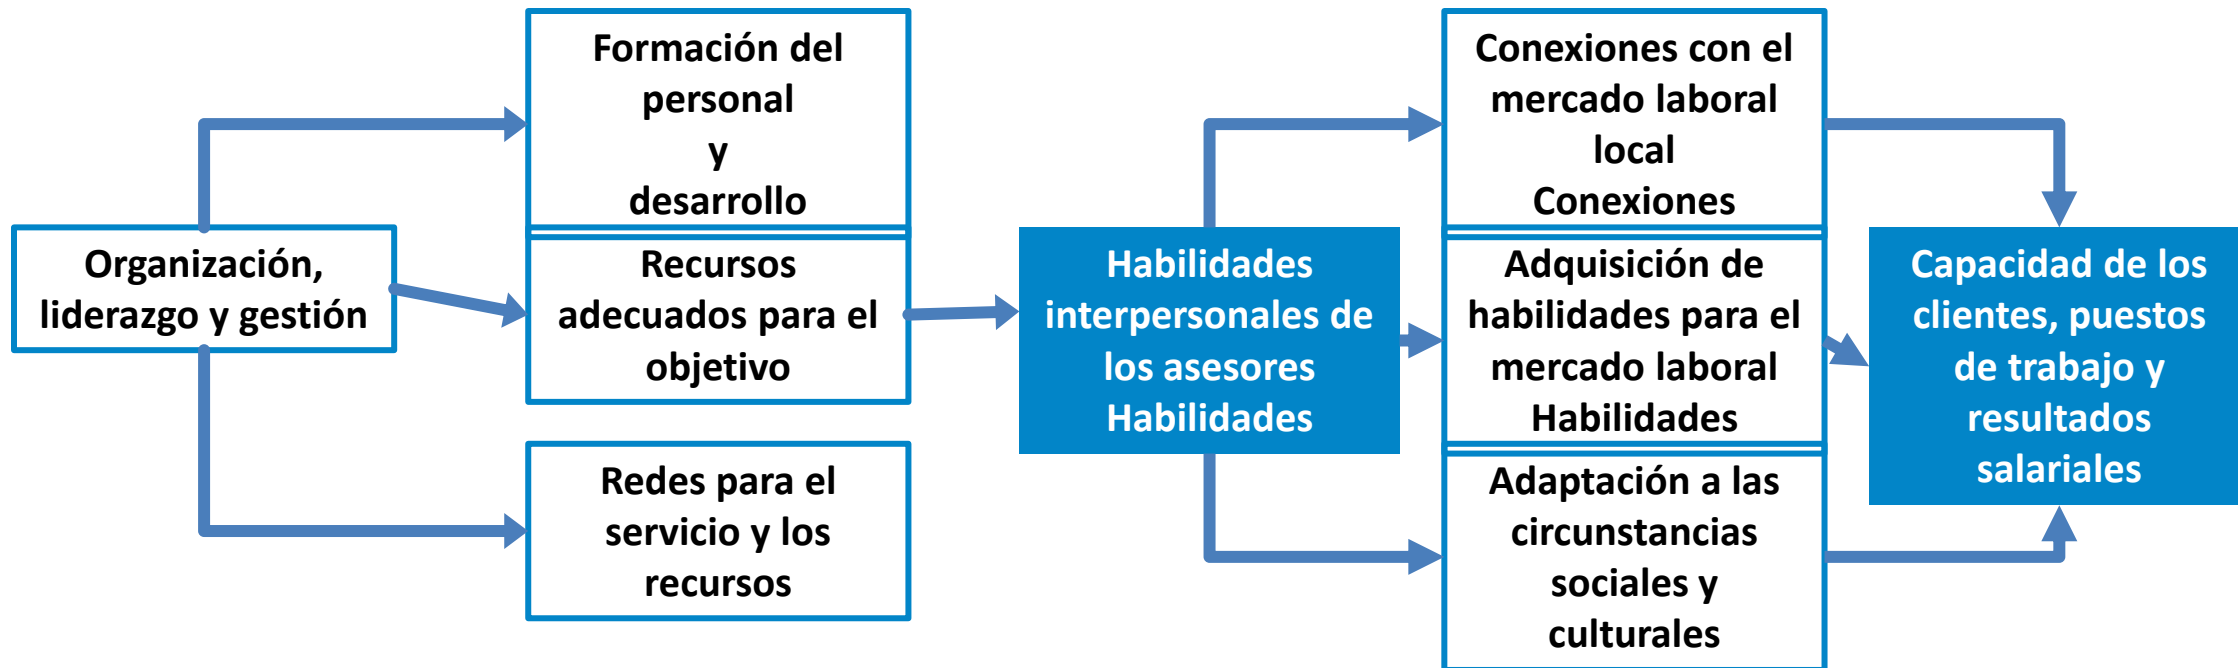 Organización,
liderazgo y gestión
Formación del
personal
y
desarrollo
Recursos
adecuados para el
objetivo
Redes para el
servicio y los
recursos
Habilidades
interpersonales de
los asesores
Habilidades
Conexiones con el
mercado laboral
local
Conexiones
Adquisición de
habilidades para el
mercado laboral
Habilidades
Adaptación a las
circunstancias
sociales y
culturales
Capacidad de los
clientes, puestos
de trabajo y
resultados
salariales